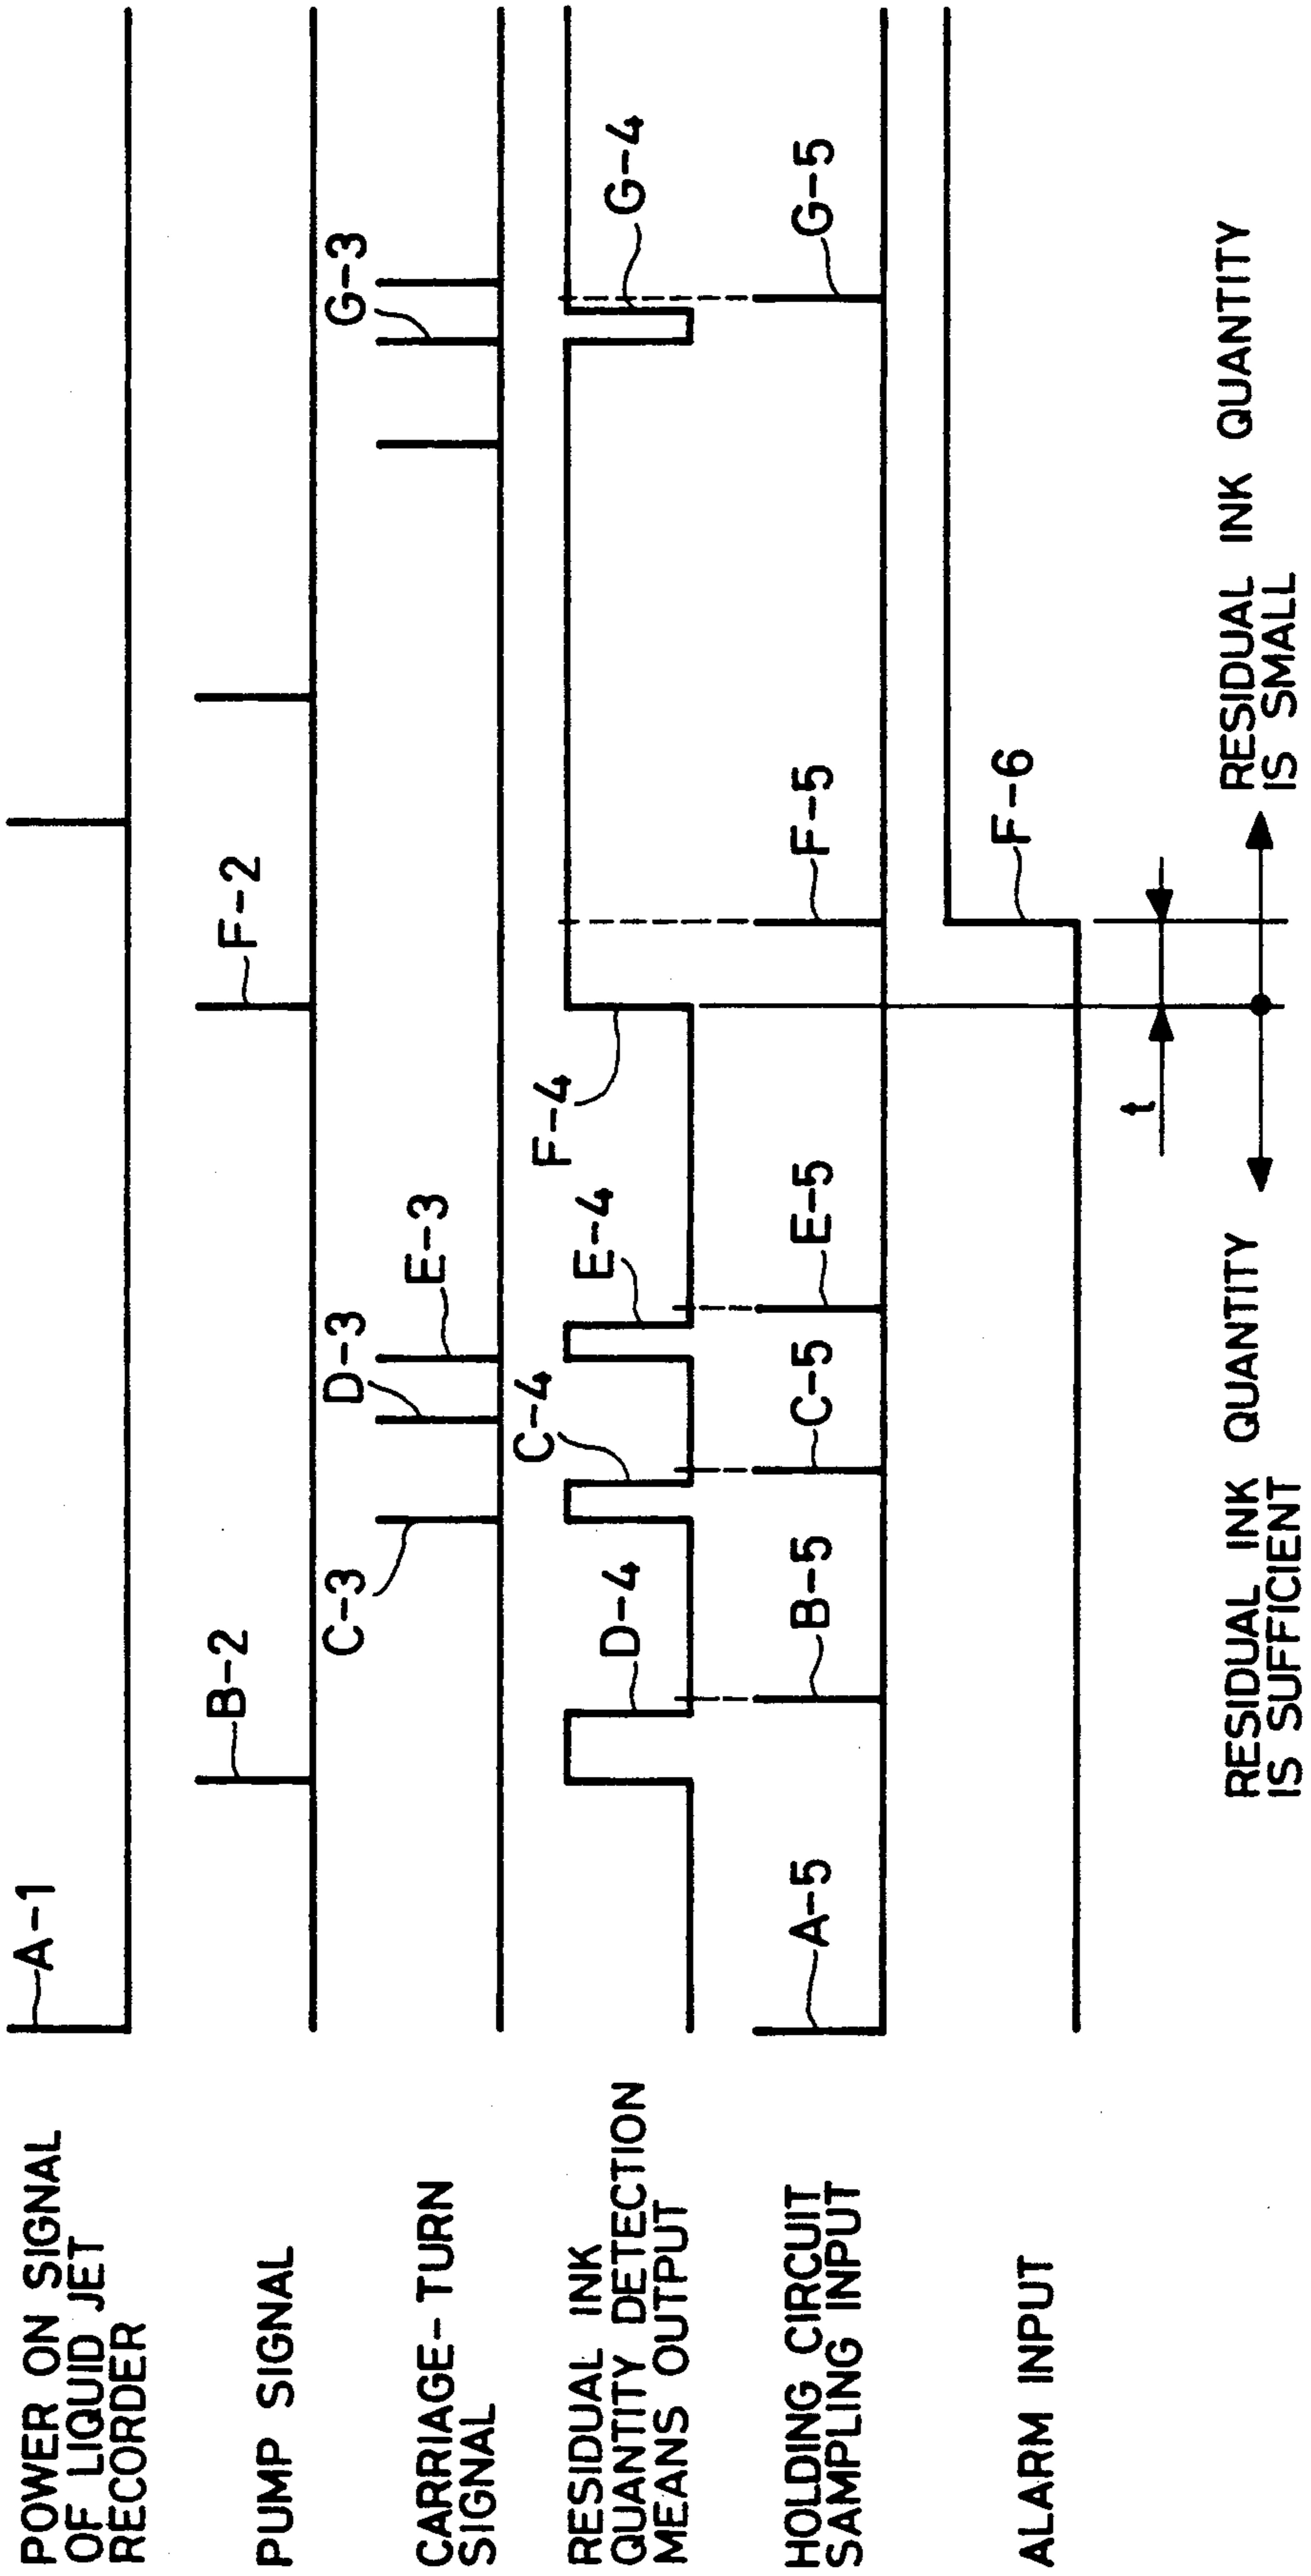 POWER ON SIGNAL
OF LIQUID JET
RECORDER
A-1
PUMP SIGNAL
B-2
F-2
CARRIAGE-TURN
SIGNAL
C-3
D-3
E-3
G-3
RESIDUAL INK
QUANTITY DETECTION
MEANS OUTPUT
D-4
C-4
E-4
F-4
G-4
HOLDING CIRCUIT
SAMPLING INPUT
A-5
B-5
C-5
E-5
F-5
G-5
ALARM INPUT
F-6
t
RESIDUAL INK QUANTITY
IS SUFFICIENT
RESIDUAL INK QUANTITY
IS SMALL